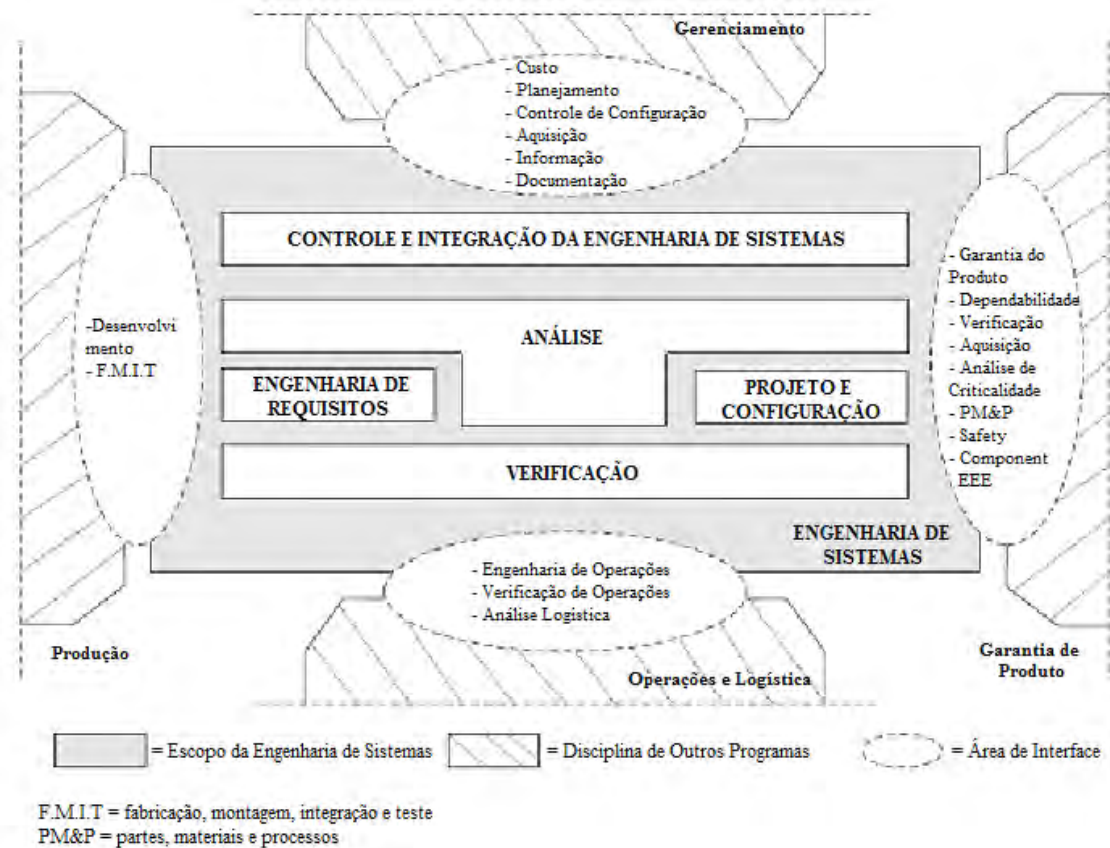 Gerenciamento
- Custo
- Planejamento
- Controle de Configuração
- Aquisição
- Informação
- Documentação
CONTROLE E INTEGRAÇÃO DA ENGENHARIA DE SISTEMAS
-Desenvolvi
mento
- F.M.I.T
ANÁLISE
ENGENHARIA DE
REQUISITOS
PROJETO E
CONFIGURAÇÃO
VERIFICAÇÃO
ENGENHARIA DE
SISTEMAS
- Garantia do
Produto
- Dependabilidade
- Verificação
- Aquisição
- Análise de
Criticalidade
- PM&P
- Safety
- Component
EEE
- Engenharia de Operações
- Verificação de Operações
- Análise Logística
Produção
Operações e Logística
Garantia de
Produto
= Escopo da Engenharia de Sistemas
= Disciplina de Outros Programas
= Área de Interface
F.M.I.T = fabricação, montagem, integração e teste
PM&P = partes, materiais e processos